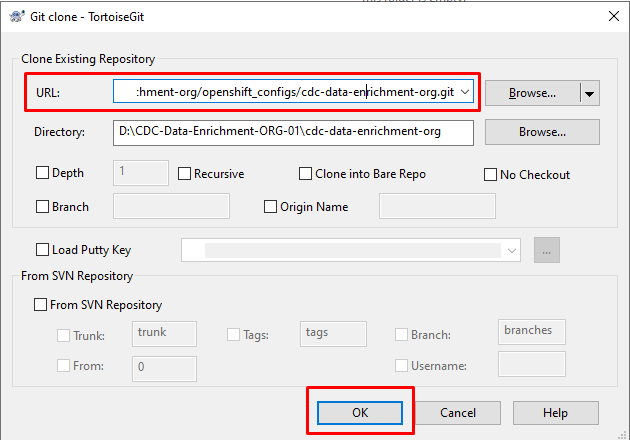 Git clone - TortoiseGit
Clone Existing Repository
URL: :hment-org/openshift_configs/cdc-data-enrichment-org.git Browse...
Directory: D:\CDC-Data-Enrichment-ORG-01\cdc-data-enrichment-org Browse...
Depth 1 Recursive Clone into Bare Repo No Checkout
Branch Origin Name
Load Putty Key ...
From SVN Repository
From SVN Repository
Trunk: trunk Tags: tags Branch: branches
From: 0 Username:
OK Cancel Help